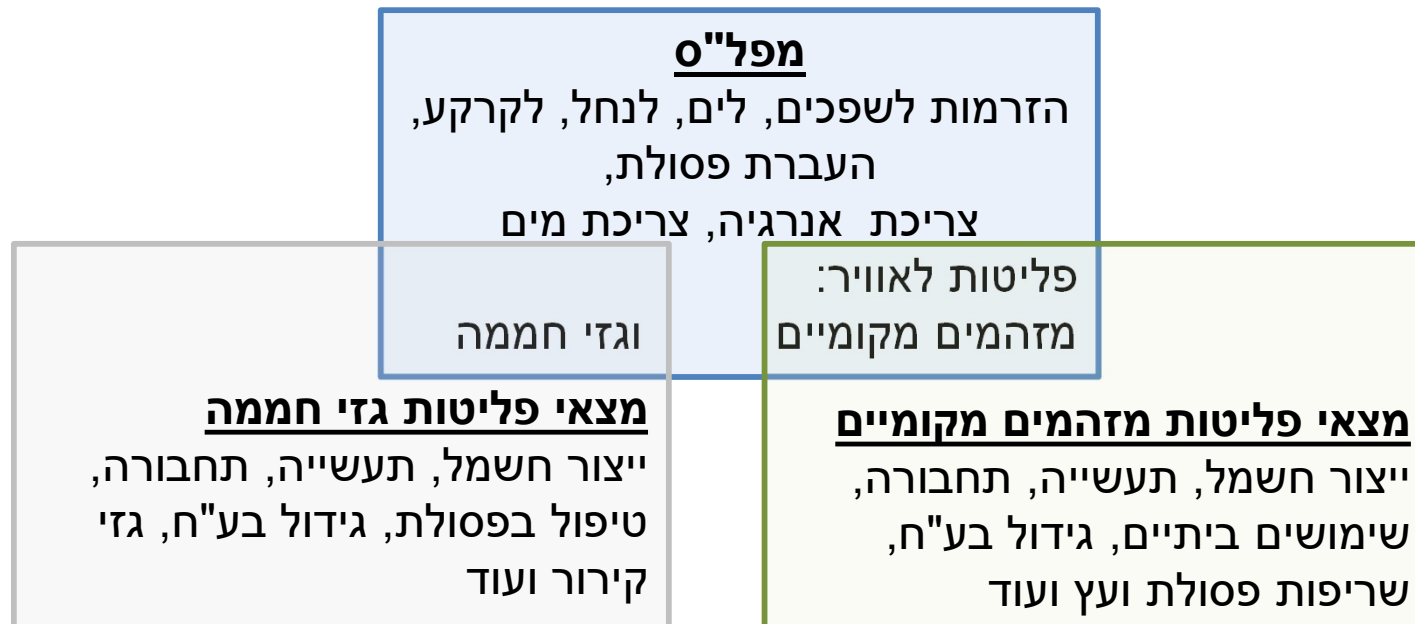 מפל"ס
הזרמות לשפכים, לים, לנחל, לקרקע,
העברת פסולת,
צריכת אנרגיה, צריכת מים
פליטות לאוויר:
מזהמים מקומיים
וגזי חממה
מצאי פליטות מזהמים מקומיים
ייצור חשמל, תעשייה, תחבורה,
שימושים ביתיים, גידול בע"ח,
שריפות פסולת ועץ ועוד
מצאי פליטות גזי חממה
ייצור חשמל, תעשייה, תחבורה,
טיפול בפסולת, גידול בע"ח, גזי
קירור ועוד